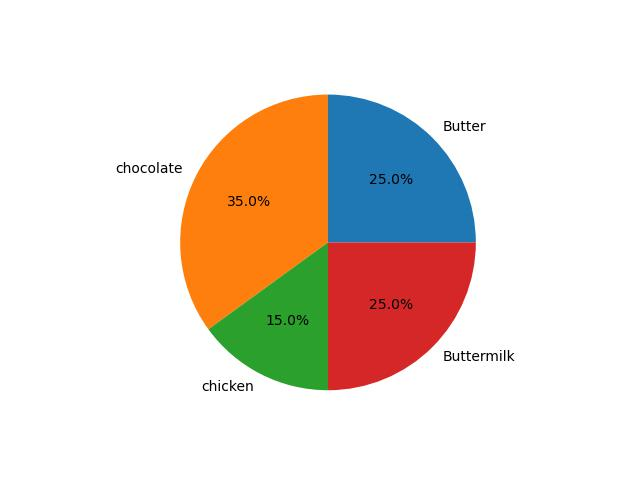 Butter
25.0%
chocolate
35.0%
chicken
15.0%
Buttermilk
25.0%